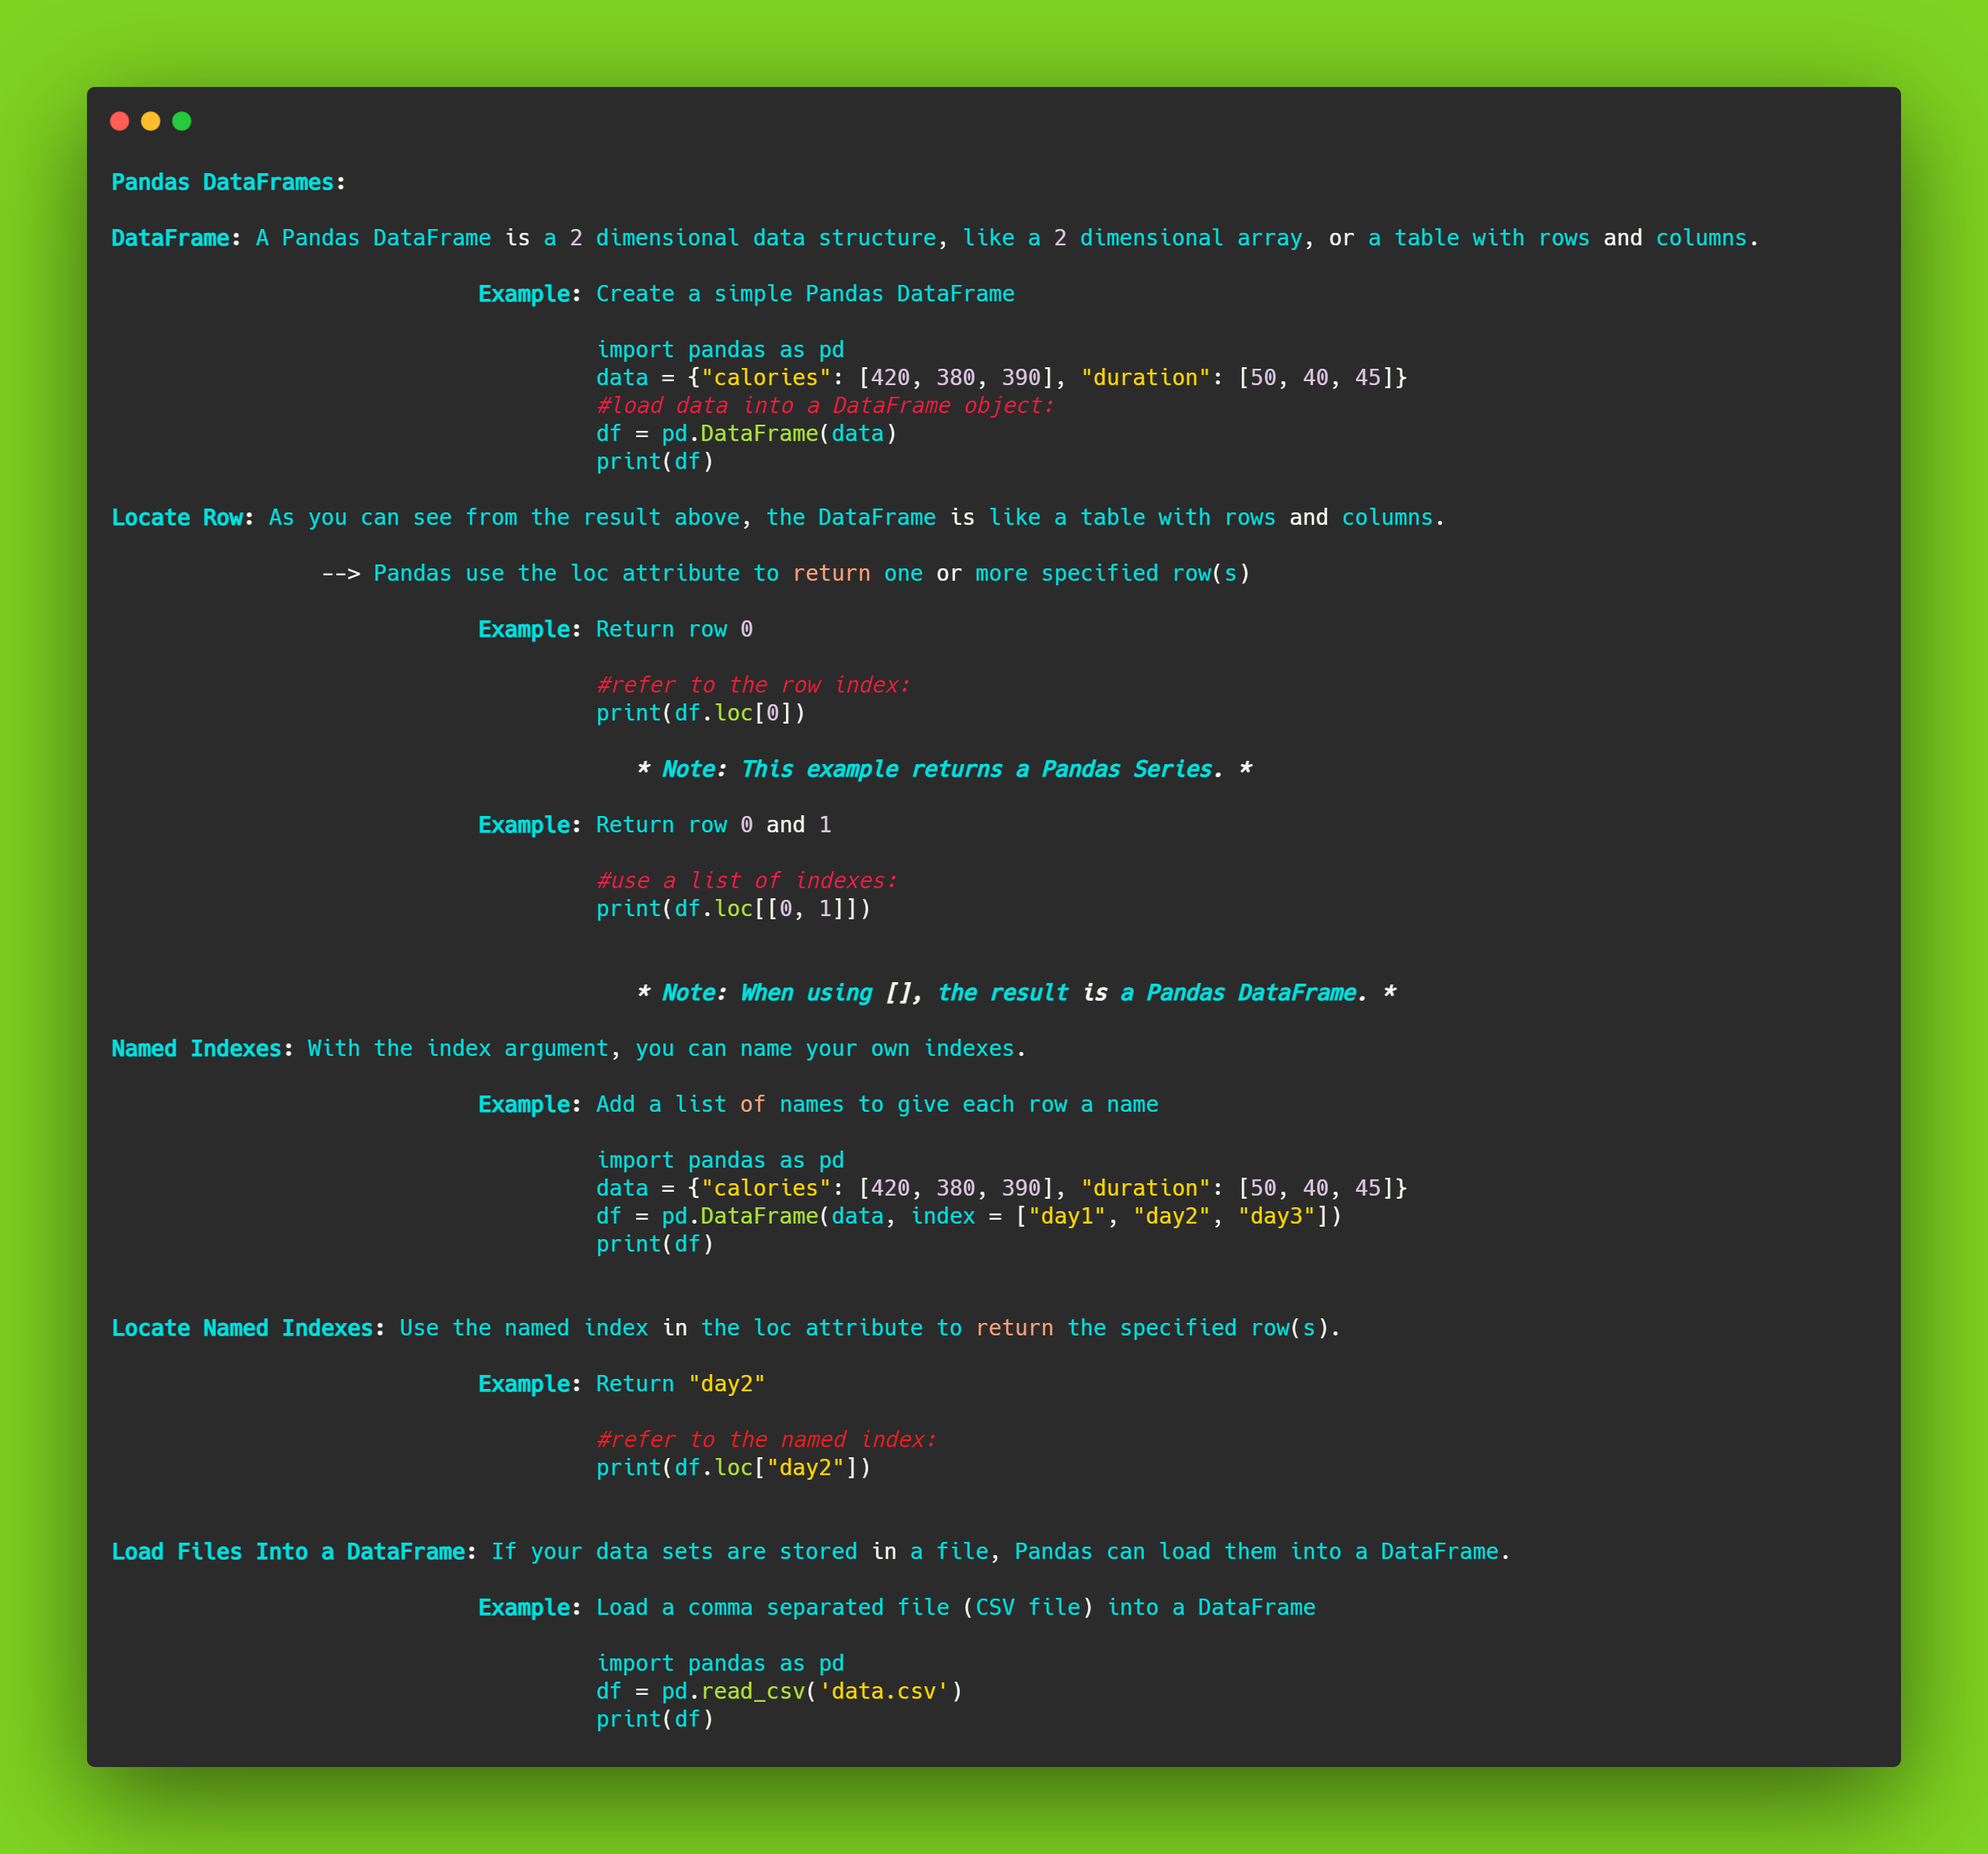 Pandas DataFrames:
DataFrame: A Pandas DataFrame is a 2 dimensional data structure, like a 2 dimensional array, or a table with rows and columns.
Example: Create a simple Pandas DataFrame
import pandas as pd
data = {"calories": [420, 380, 390], "duration": [50, 40, 45]}
#load data into a DataFrame object:
df = pd.DataFrame(data)
print(df)
Locate Row: As you can see from the result above, the DataFrame is like a table with rows and columns.
--> Pandas use the loc attribute to return one or more specified row(s)
Example: Return row 0
#refer to the row index:
print(df.loc[0])
* Note: This example returns a Pandas Series. *
Example: Return row 0 and 1
#use a list of indexes:
print(df.loc[[0, 1]])
* Note: When using [], the result is a Pandas DataFrame. *
Named Indexes: With the index argument, you can name your own indexes.
Example: Add a list of names to give each row a name
import pandas as pd
data = {"calories": [420, 380, 390], "duration": [50, 40, 45]}
df = pd.DataFrame(data, index = ["day1", "day2", "day3"])
print(df)
Locate Named Indexes: Use the named index in the loc attribute to return the specified row(s).
Example: Return "day2"
#refer to the named index:
print(df.loc["day2"])
Load Files Into a DataFrame: If your data sets are stored in a file, Pandas can load them into a DataFrame.
Example: Load a comma separated file (CSV file) into a DataFrame
import pandas as pd
df = pd.read_csv('data.csv')
print(df)